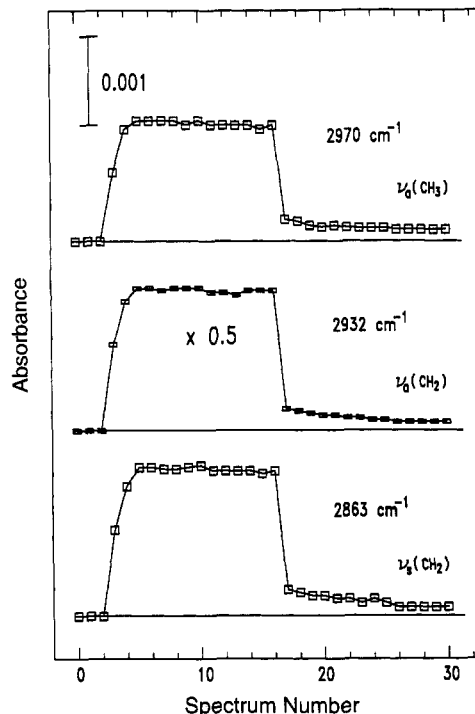 0.001
2970 cm⁻¹
νₐ(CH₃)
2932 cm⁻¹
x 0.5
νₐ(CH₂)
2863 cm⁻¹
νₛ(CH₂)
Absorbance
0 10 20 30
Spectrum Number